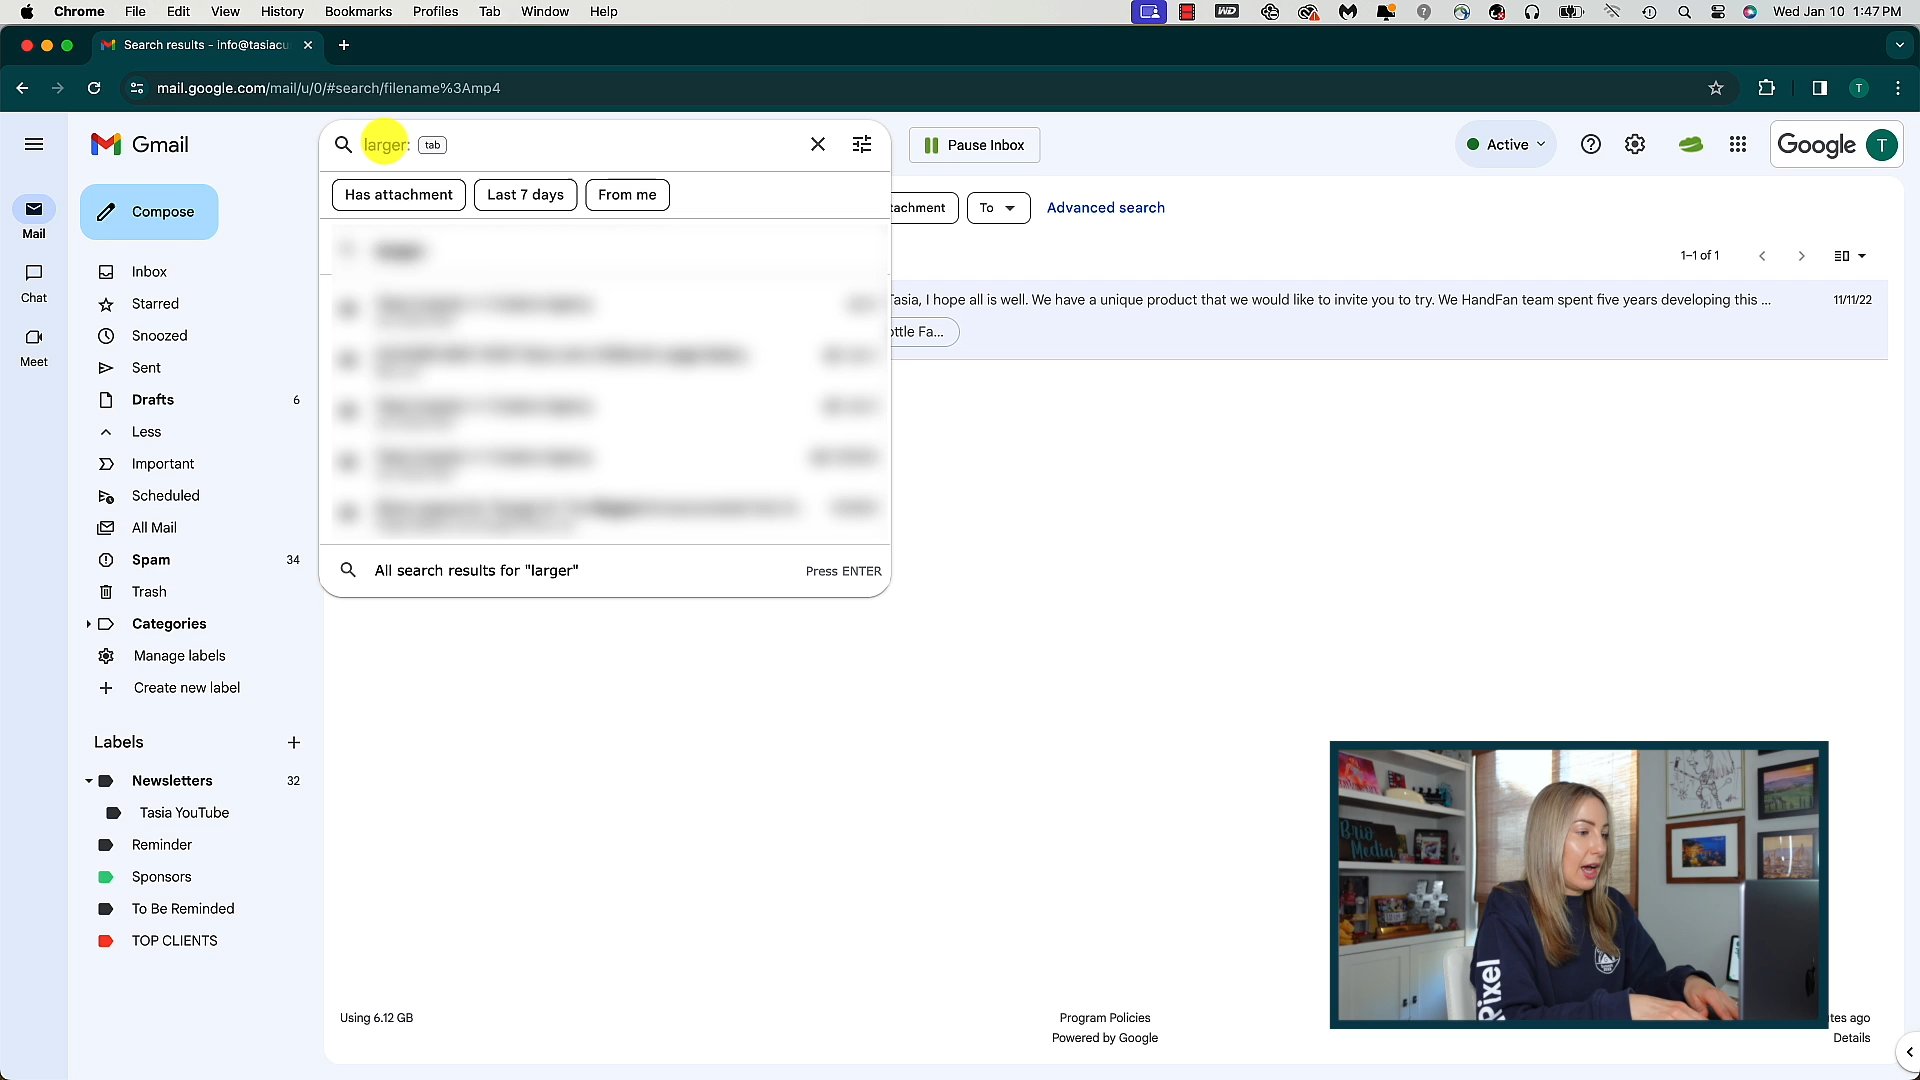 Chrome File Edit View History Bookmarks Profiles Tab Window Help
WD
Wed Jan 10 1:47 PM
Search results - info@tasiacu
mail.google.com/mail/u/0/#search/filename%3Amp4
T
Gmail
larger: tab
Pause Inbox
Active
Google T
Has attachment
Last 7 days
From me
tachment
To
Advanced search
Compose
Mail
Chat
Meet
1–1 of 1
Inbox
Starred
Snoozed
Sent
Drafts 6
Less
Important
Scheduled
All Mail
Spam 34
Trash
Categories
Manage labels
Create new label
Labels
Newsletters 32
Tasia YouTube
Reminder
Sponsors
To Be Reminded
TOP CLIENTS
Tasia, I hope all is well. We have a unique product that we would like to invite you to try. We HandFan team spent five years developing this ... 11/11/22
ottle Fa...
All search results for "larger" Press ENTER
Brio
Media
Pixel
Using 6.12 GB
Program Policies
Powered by Google
utes ago
Details